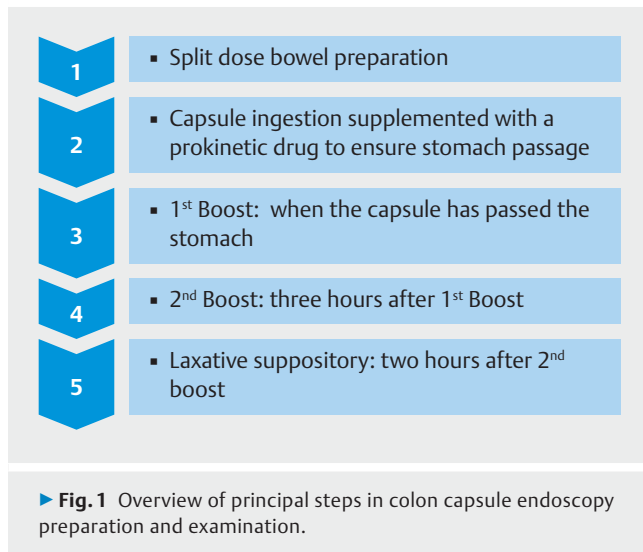 1
▪ Split dose bowel preparation
2
▪ Capsule ingestion supplemented with a
prokinetic drug to ensure stomach passage
3
▪ 1st Boost: when the capsule has passed the
stomach
4
▪ 2nd Boost: three hours after 1st Boost
5
▪ Laxative suppository: two hours after 2nd
boost
▶ Fig. 1 Overview of principal steps in colon capsule endoscopy
preparation and examination.